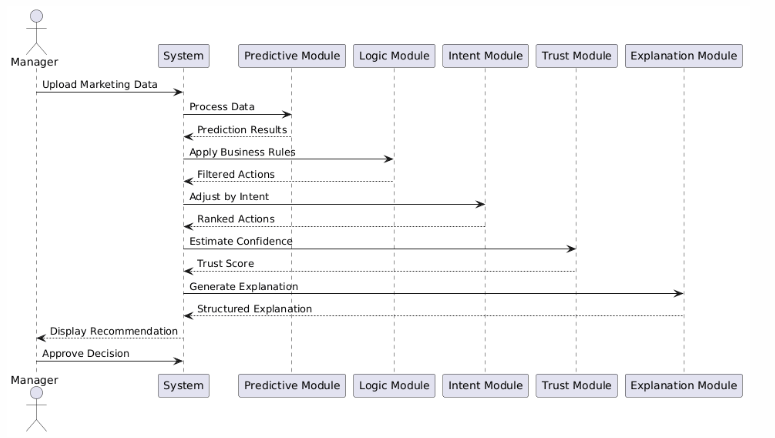 Manager
System
Predictive Module
Logic Module
Intent Module
Trust Module
Explanation Module
Upload Marketing Data
Process Data
Prediction Results
Apply Business Rules
Filtered Actions
Adjust by Intent
Ranked Actions
Estimate Confidence
Trust Score
Generate Explanation
Structured Explanation
Display Recommendation
Approve Decision
Manager
System
Predictive Module
Logic Module
Intent Module
Trust Module
Explanation Module